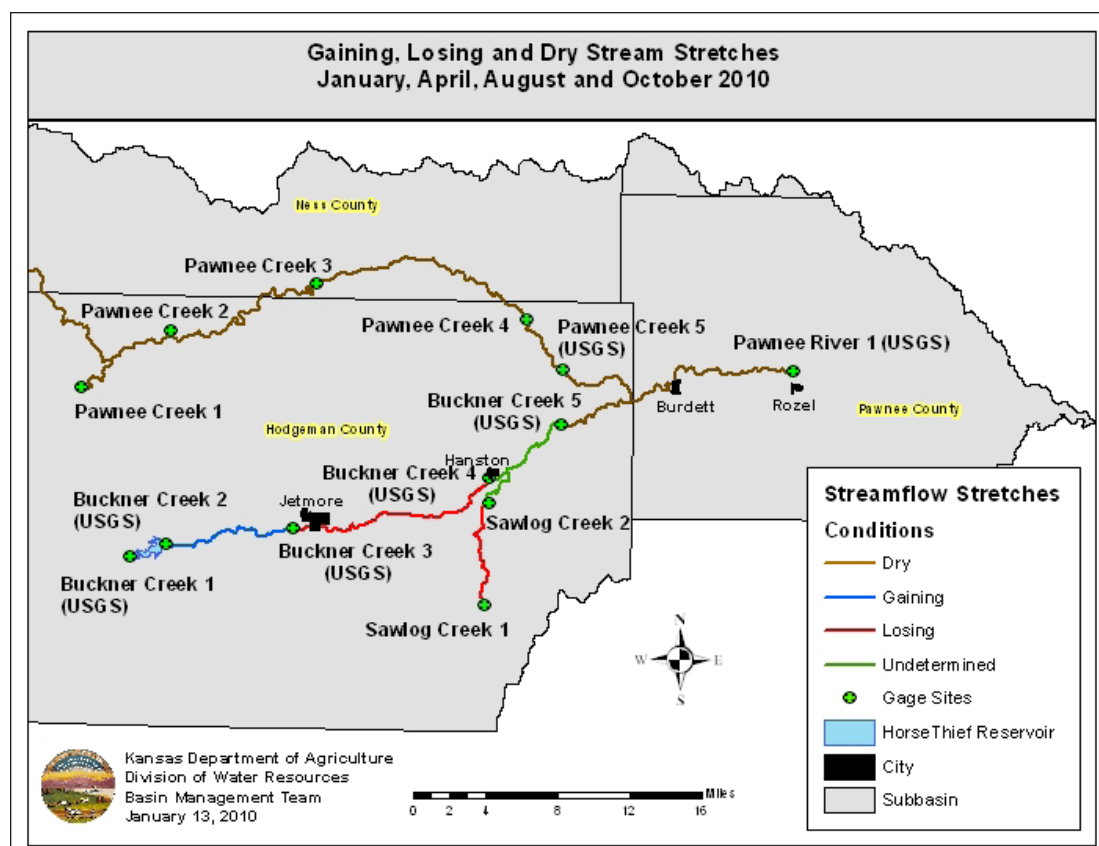 Gaining, Losing and Dry Stream Stretches
January, April, August and October 2010
Ness County
Pawnee Creek 3
Pawnee Creek 2
Pawnee Creek 4
Pawnee Creek 5
(USGS)
Pawnee River 1 (USGS)
Pawnee Creek 1
Burdett
Rozel
Pawnee County
Buckner Creek 5
(USGS)
Hodgeman County
Hanston
Buckner Creek 4
(USGS)
Buckner Creek 2
(USGS)
Jetmore
Sawlog Creek 2
Buckner Creek 3
(USGS)
Buckner Creek 1
(USGS)
Sawlog Creek 1
N
W
E
S
Streamflow Stretches
Conditions
Dry
Gaining
Losing
Undetermined
Gage Sites
HorseThief Reservoir
City
Subbasin
Kansas Department of Agriculture
Division of Water Resources
Basin Management Team
January 13, 2010
Miles
0 2 4 8 12 16